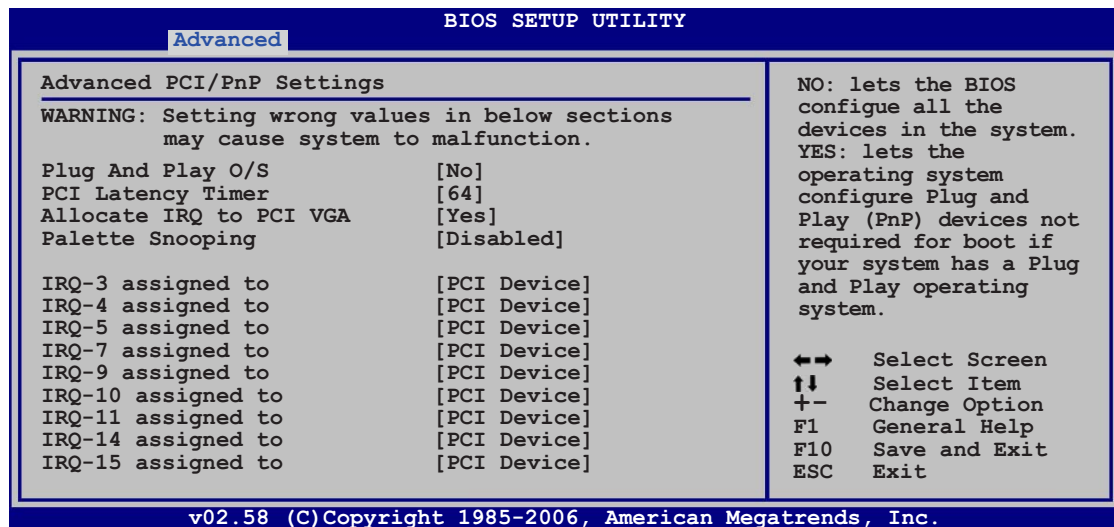 BIOS SETUP UTILITY
Advanced
Advanced PCI/PnP Settings
WARNING: Setting wrong values in below sections
may cause system to malfunction.
Plug And Play O/S [No]
PCI Latency Timer [64]
Allocate IRQ to PCI VGA [Yes]
Palette Snooping [Disabled]
IRQ-3 assigned to [PCI Device]
IRQ-4 assigned to [PCI Device]
IRQ-5 assigned to [PCI Device]
IRQ-7 assigned to [PCI Device]
IRQ-9 assigned to [PCI Device]
IRQ-10 assigned to [PCI Device]
IRQ-11 assigned to [PCI Device]
IRQ-14 assigned to [PCI Device]
IRQ-15 assigned to [PCI Device]
NO: lets the BIOS
configue all the
devices in the system.
YES: lets the
operating system
configure Plug and
Play (PnP) devices not
required for boot if
your system has a Plug
and Play operating
system.
←→ Select Screen
↑↓ Select Item
+- Change Option
F1 General Help
F10 Save and Exit
ESC Exit
v02.58 (C)Copyright 1985-2006, American Megatrends, Inc.